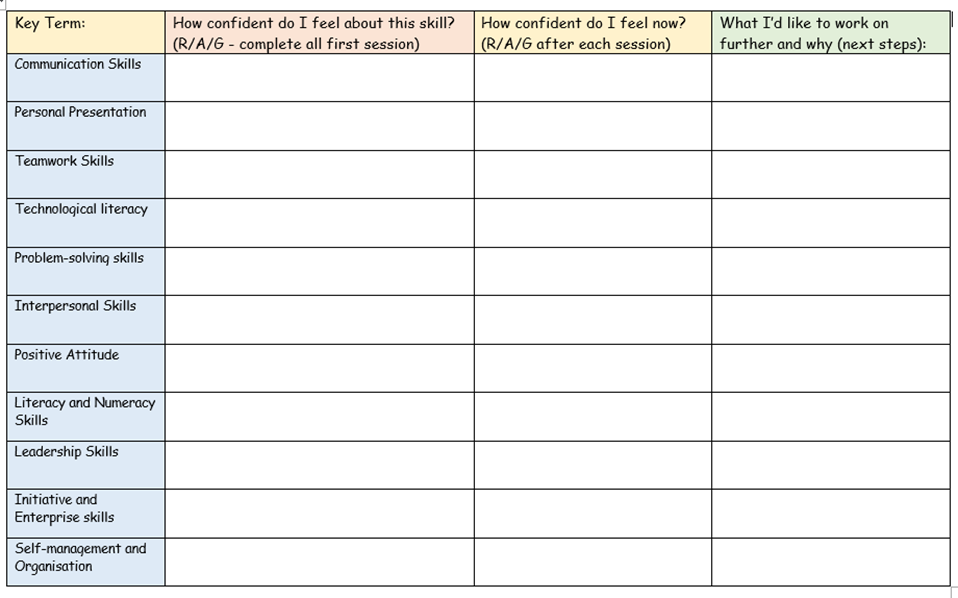 Key Term:
How confident do I feel about this skill?
(R/A/G - complete all first session)
How confident do I feel now?
(R/A/G after each session)
What I'd like to work on
further and why (next steps):
Communication Skills
Personal Presentation
Teamwork Skills
Technological literacy
Problem-solving skills
Interpersonal Skills
Positive Attitude
Literacy and Numeracy
Skills
Leadership Skills
Initiative and
Enterprise skills
Self-management and
Organisation